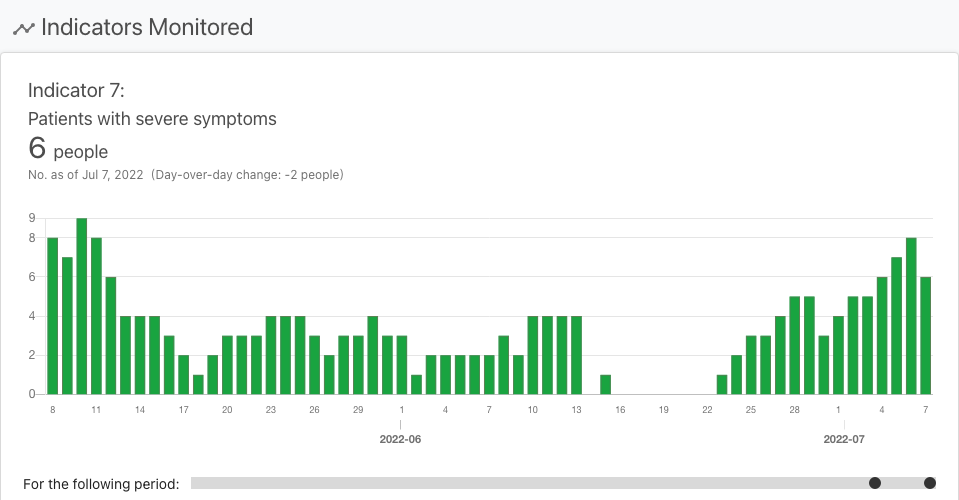 Indicators Monitored
Indicator 7:
Patients with severe symptoms
6 people
No. as of Jul 7, 2022 (Day-over-day change: -2 people)
9
8
6
4
2
0
8 11 14 17 20 23 26 29 1 4 7 10 13 16 19 22 25 28 1 4 7
2022-06 2022-07
For the following period: